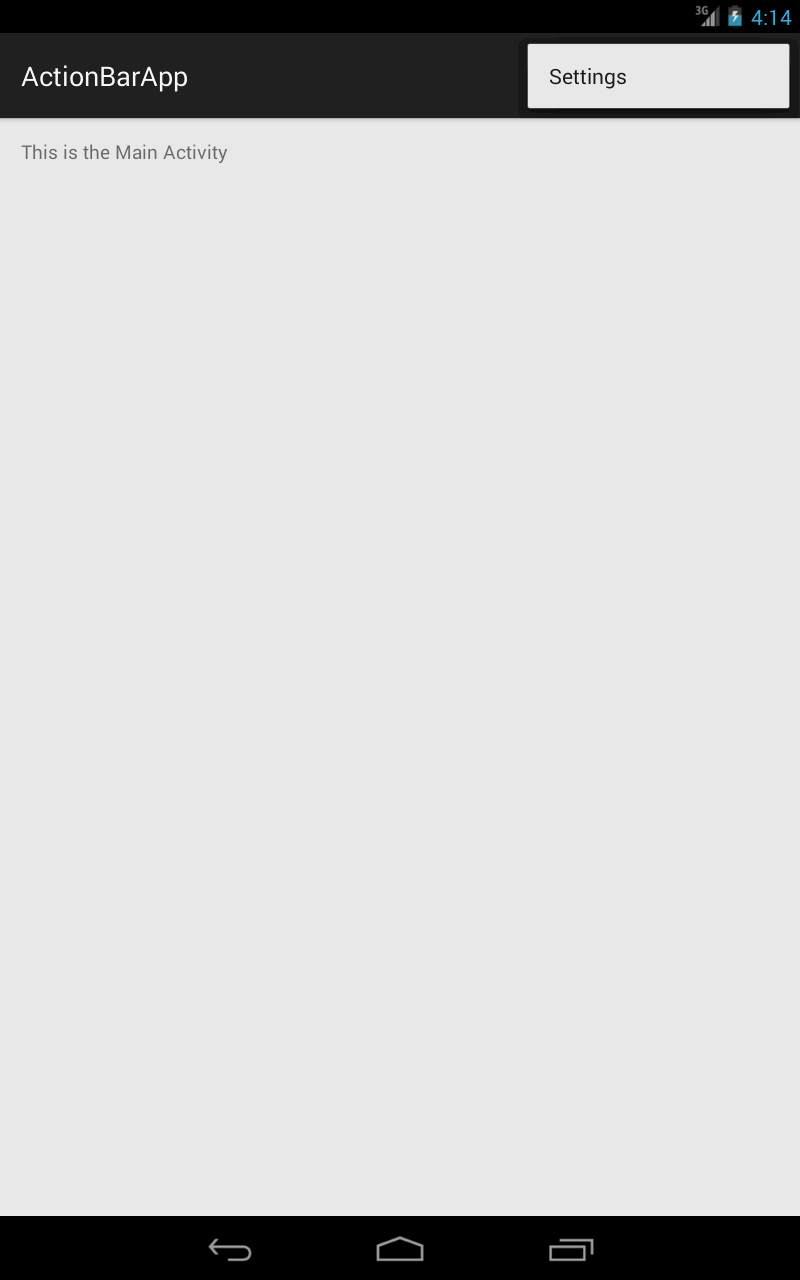 3G 4:14
ActionBarApp Settings
This is the Main Activity